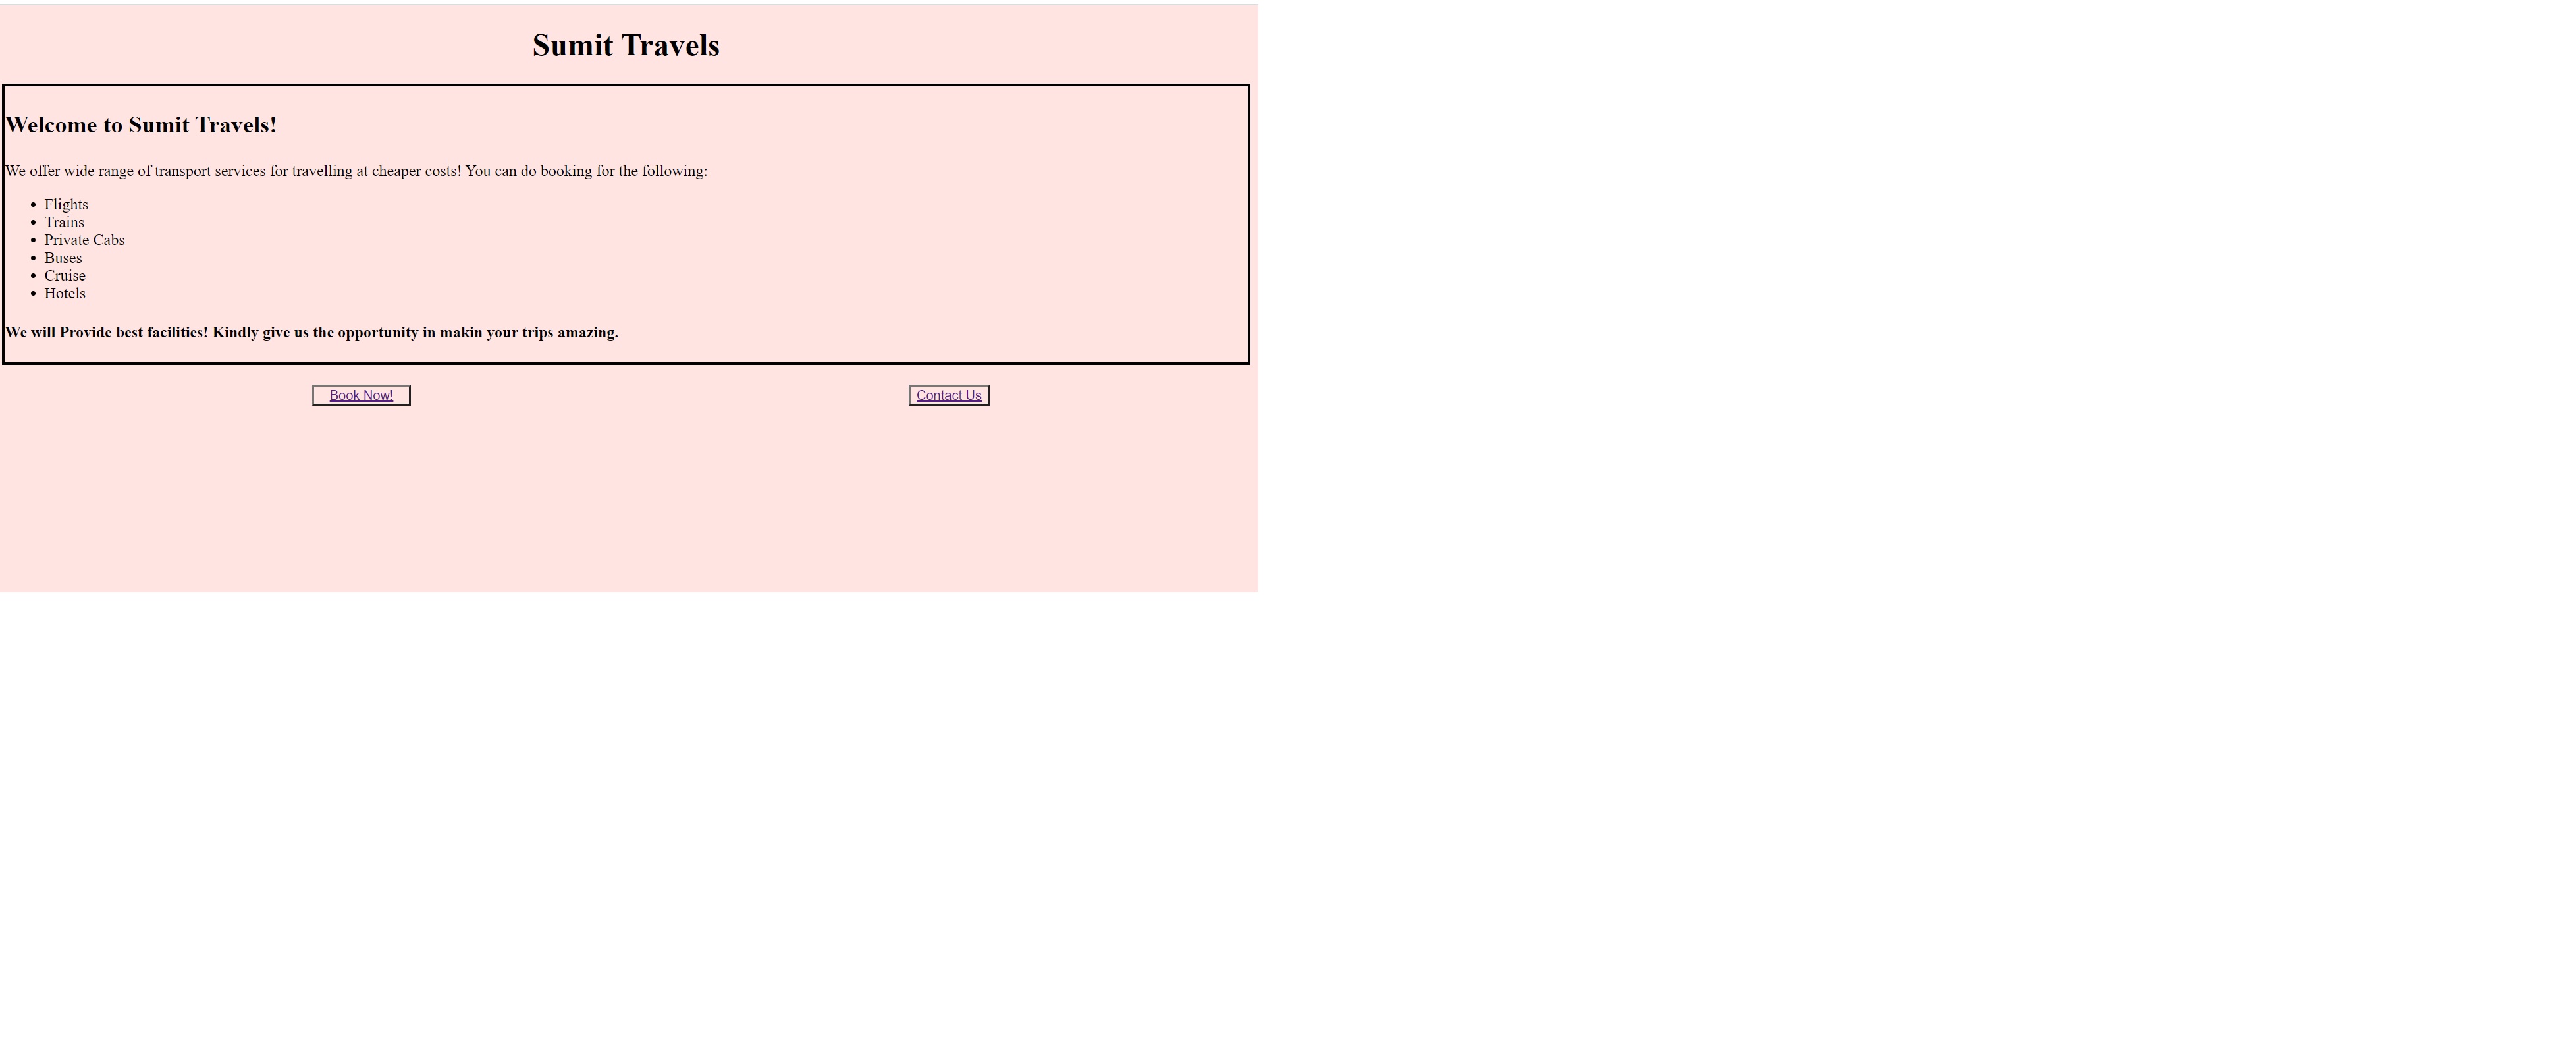 Sumit Travels
Welcome to Sumit Travels!
We offer wide range of transport services for travelling at cheaper costs! You can do booking for the following:
Flights
Trains
Private Cabs
Buses
Cruise
Hotels
We will Provide best facilities! Kindly give us the opportunity in makin your trips amazing.
Book Now!
Contact Us